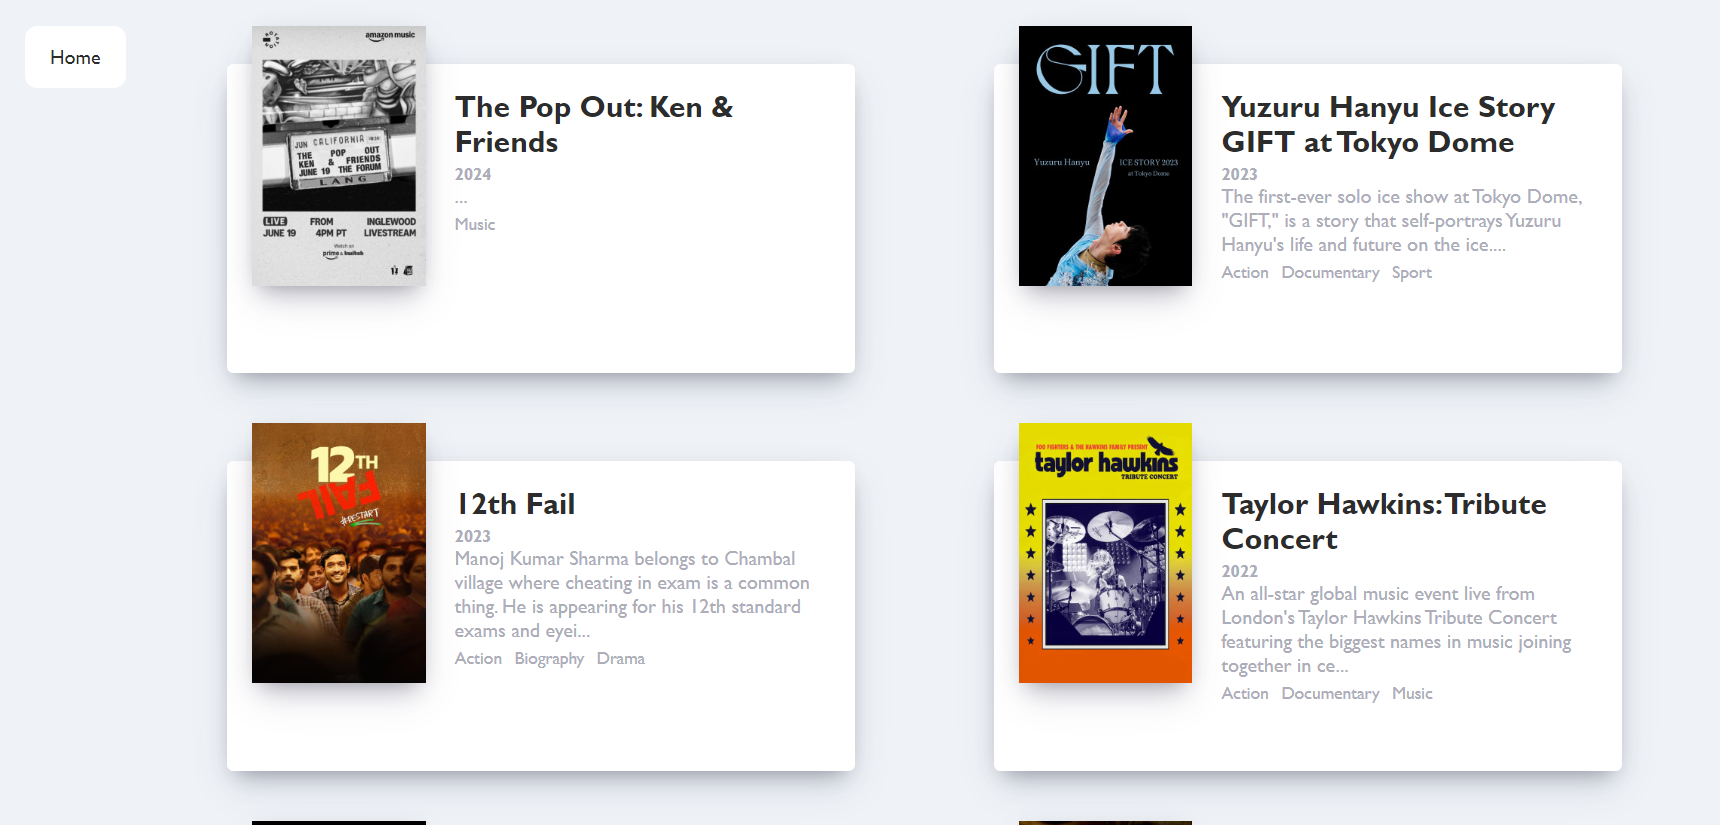 Home
amazon music
JUN CALIFORNIA
THE POP OUT
KEN & FRIENDS
JUNE 19 THE FORUM
LANG
LIVE FROM INGLEWOOD
JUNE 19 4PM PT LIVESTREAM
Watch on
prime & twitch
The Pop Out: Ken &
Friends
2024
...
Music
GIFT
Yuzuru Hanyu ICE STORY 2023
at Tokyo Dome
Yuzuru Hanyu Ice Story
GIFT at Tokyo Dome
2023
The first-ever solo ice show at Tokyo Dome,
"GIFT," is a story that self-portrays Yuzuru
Hanyu's life and future on the ice....
Action Documentary Sport
12TH
FAIL
#RESTART
12th Fail
2023
Manoj Kumar Sharma belongs to Chambal
village where cheating in exam is a common
thing. He is appearing for his 12th standard
exams and eyei...
Action Biography Drama
FOO FIGHTERS & THE HAWKINS FAMILY PRESENT
taylor hawkins
TRIBUTE CONCERT
Taylor Hawkins: Tribute
Concert
2022
An all-star global music event live from
London's Taylor Hawkins Tribute Concert
featuring the biggest names in music joining
together in ce...
Action Documentary Music